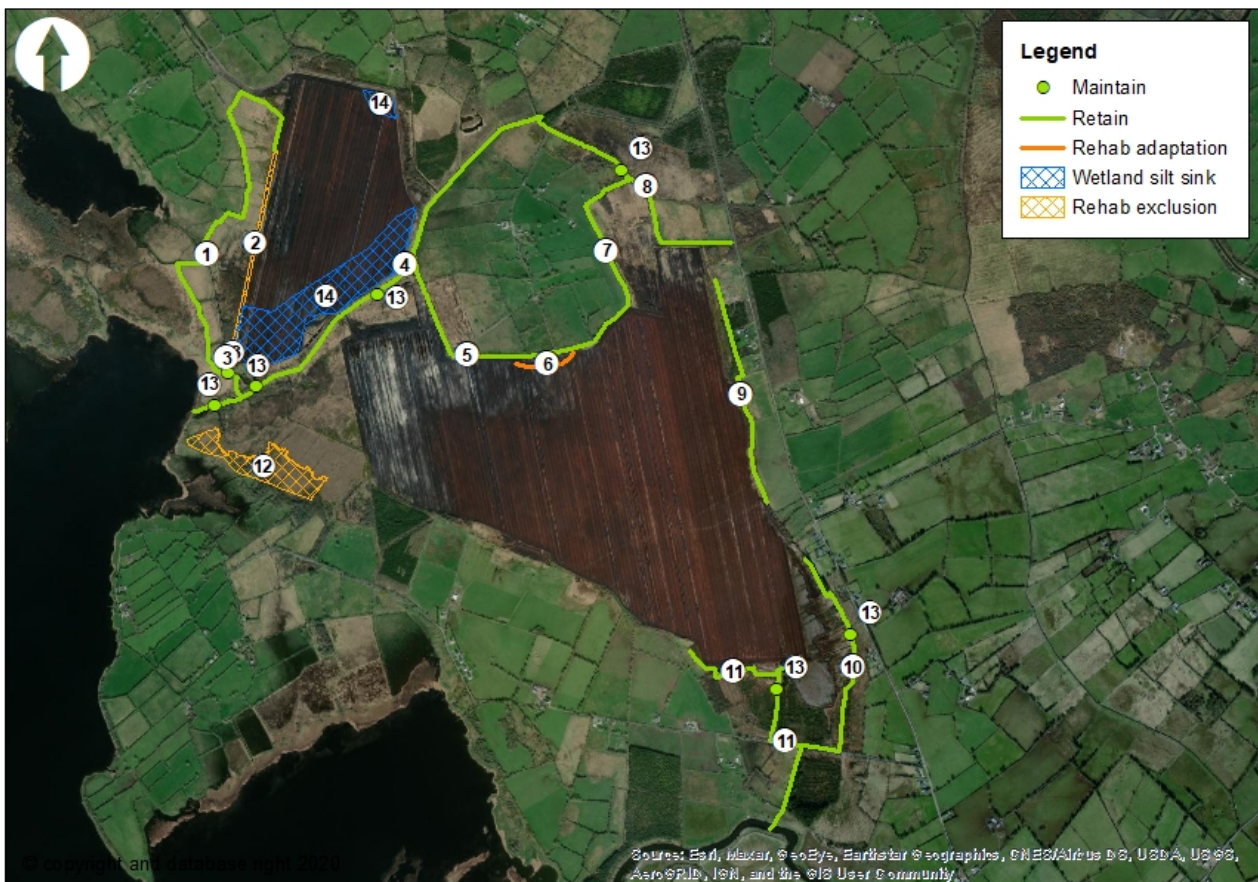 Legend
Maintain
Retain
Rehab adaptation
Wetland silt sink
Rehab exclusion
14
13
8
1
2
7
4
14
13
5
6
3
13
13
9
12
13
11
13
10
11
© copyright and database right 2020
Source: Esri, Maxar, GeoEye, Earthstar Geographics, CNES/Airbus DS, USDA, USGS,
AeroGRID, IGN, and the GIS User Community